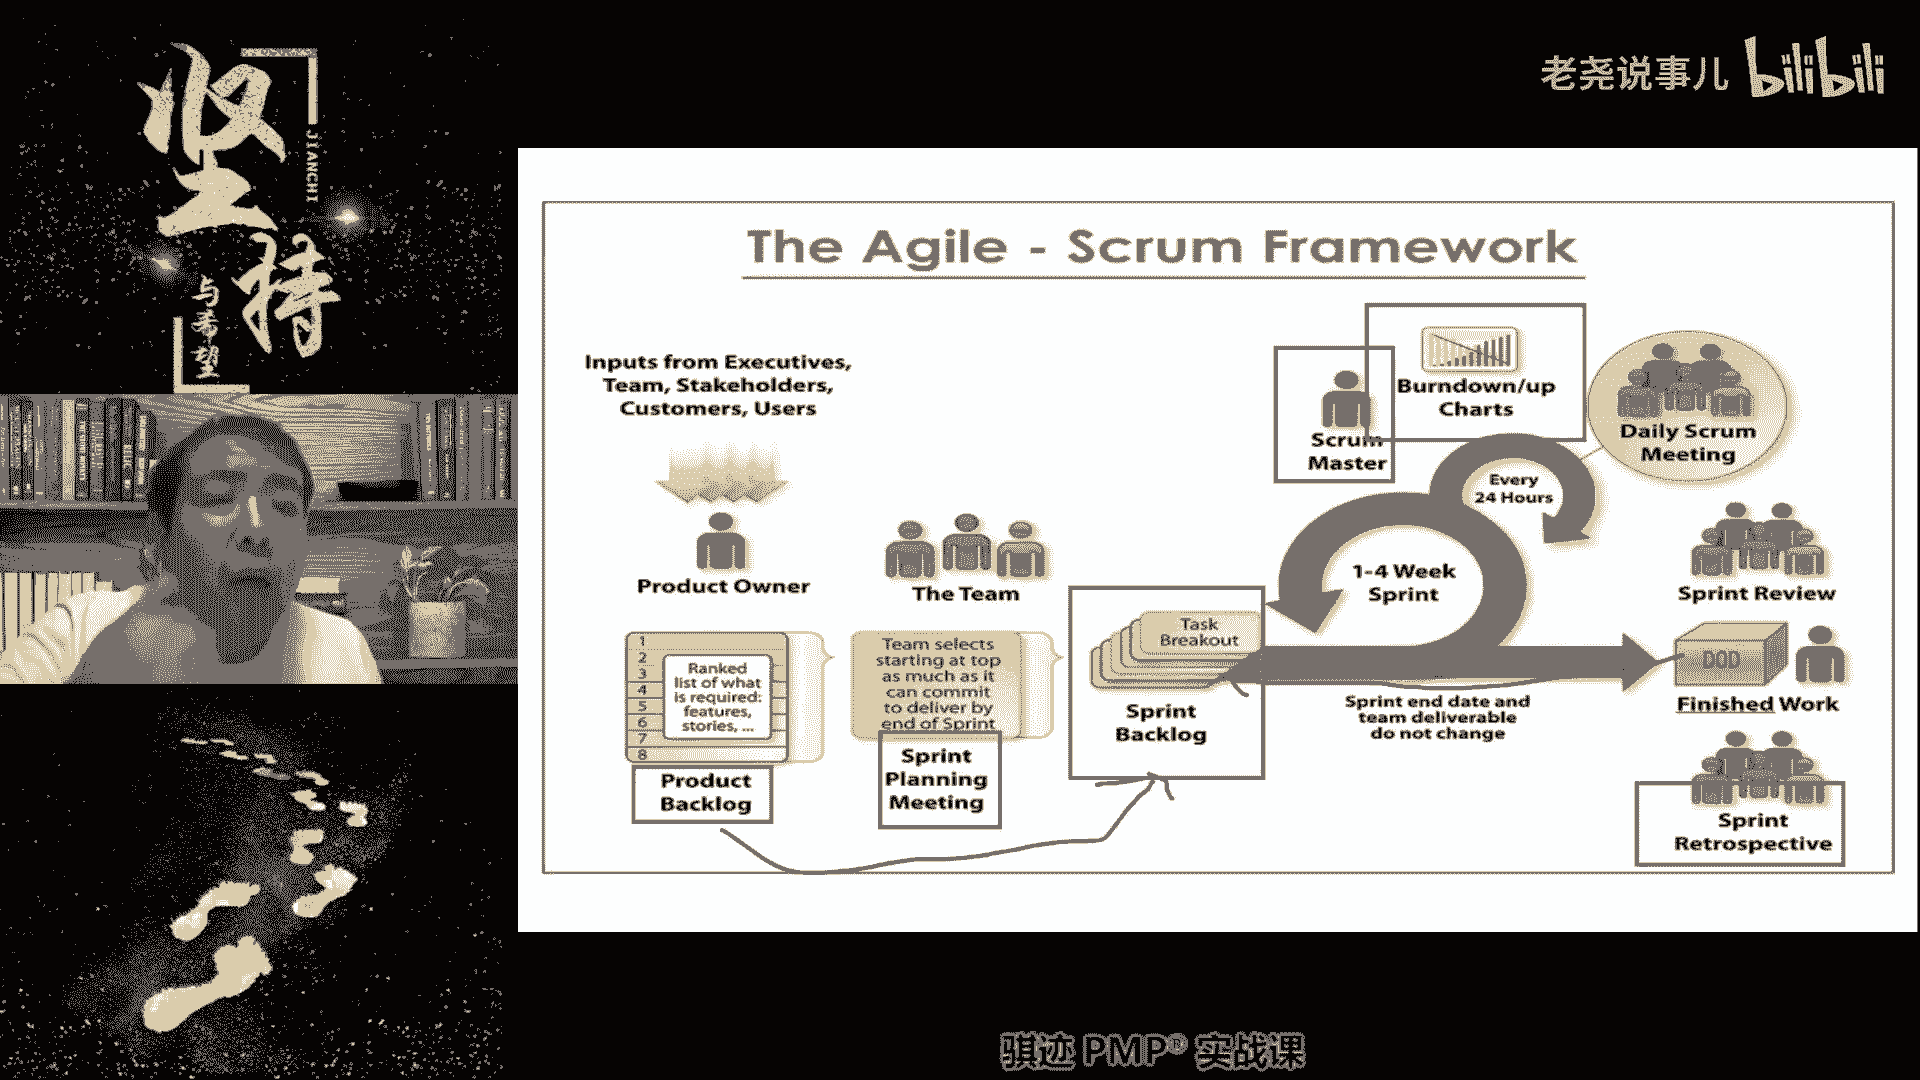 坚
持
JIANCHI
与希望
老尧说事儿 bilibili
The Agile - Scrum Framework
Inputs from Executives,
Team, Stakeholders,
Customers, Users
Product Owner
The Team
1
2
3
4
5
6
7
8
Ranked
list of what
is required:
features,
stories, ...
Product
Backlog
Team selects
starting at top
as much as it
can commit
to deliver by
end of Sprint
Sprint
Planning
Meeting
Task
Breakout
Sprint
Backlog
Scrum
Master
Burndown/up
Charts
Every
24 Hours
Daily Scrum
Meeting
1-4 Week
Sprint
Sprint end date and
team deliverable
do not change
Sprint Review
DOD
Finished Work
Sprint
Retrospective
骐迹 PMP® 实战课